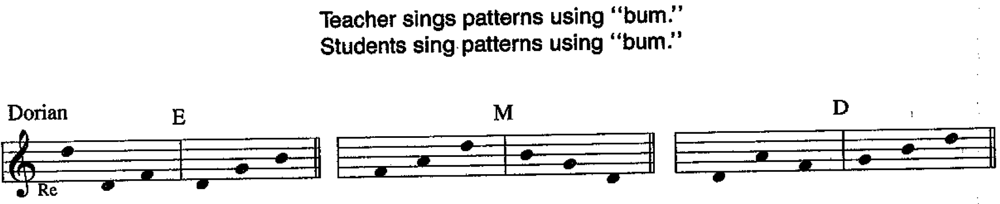 Teacher sings patterns using “bum.”
Students sing patterns using “bum.”
Dorian E M D
Re